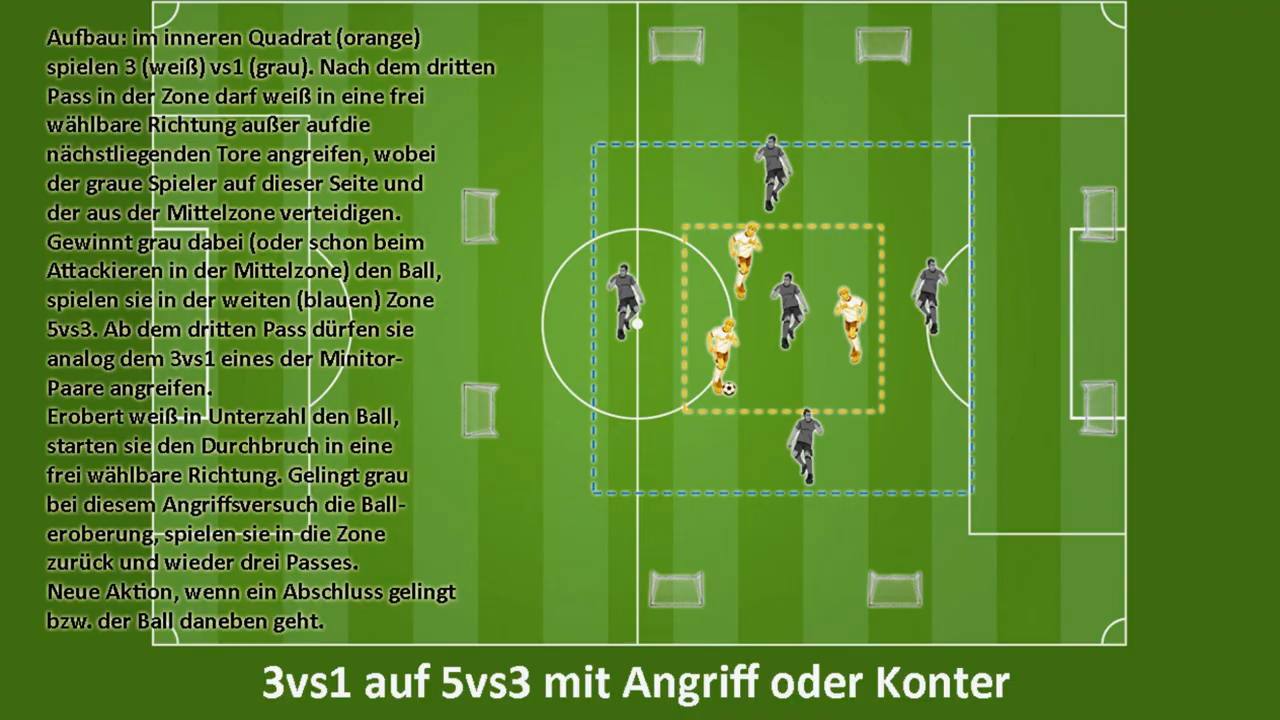 Aufbau: im inneren Quadrat (orange)
spielen 3 (weiß) vs1 (grau). Nach dem dritten
Pass in der Zone darf weiß in eine frei
wählbare Richtung außer aufdie
nächstliegenden Tore angreifen, wobei
der graue Spieler auf dieser Seite und
der aus der Mittelzone verteidigen.
Gewinnt grau dabei (oder schon beim
Attackieren in der Mittelzone) den Ball,
spielen sie in der weiten (blauen) Zone
5vs3. Ab dem dritten Pass dürfen sie
analog dem 3vs1 eines der Minitor-
Paare angreifen.
Erobert weiß in Unterzahl den Ball,
starten sie den Durchbruch in eine
frei wählbare Richtung. Gelingt grau
bei diesem Angriffsversuch die Ball-
eroberung, spielen sie in die Zone
zurück und wieder drei Passes.
Neue Aktion, wenn ein Abschluss gelingt
bzw. der Ball daneben geht.
3vs1 auf 5vs3 mit Angriff oder Konter